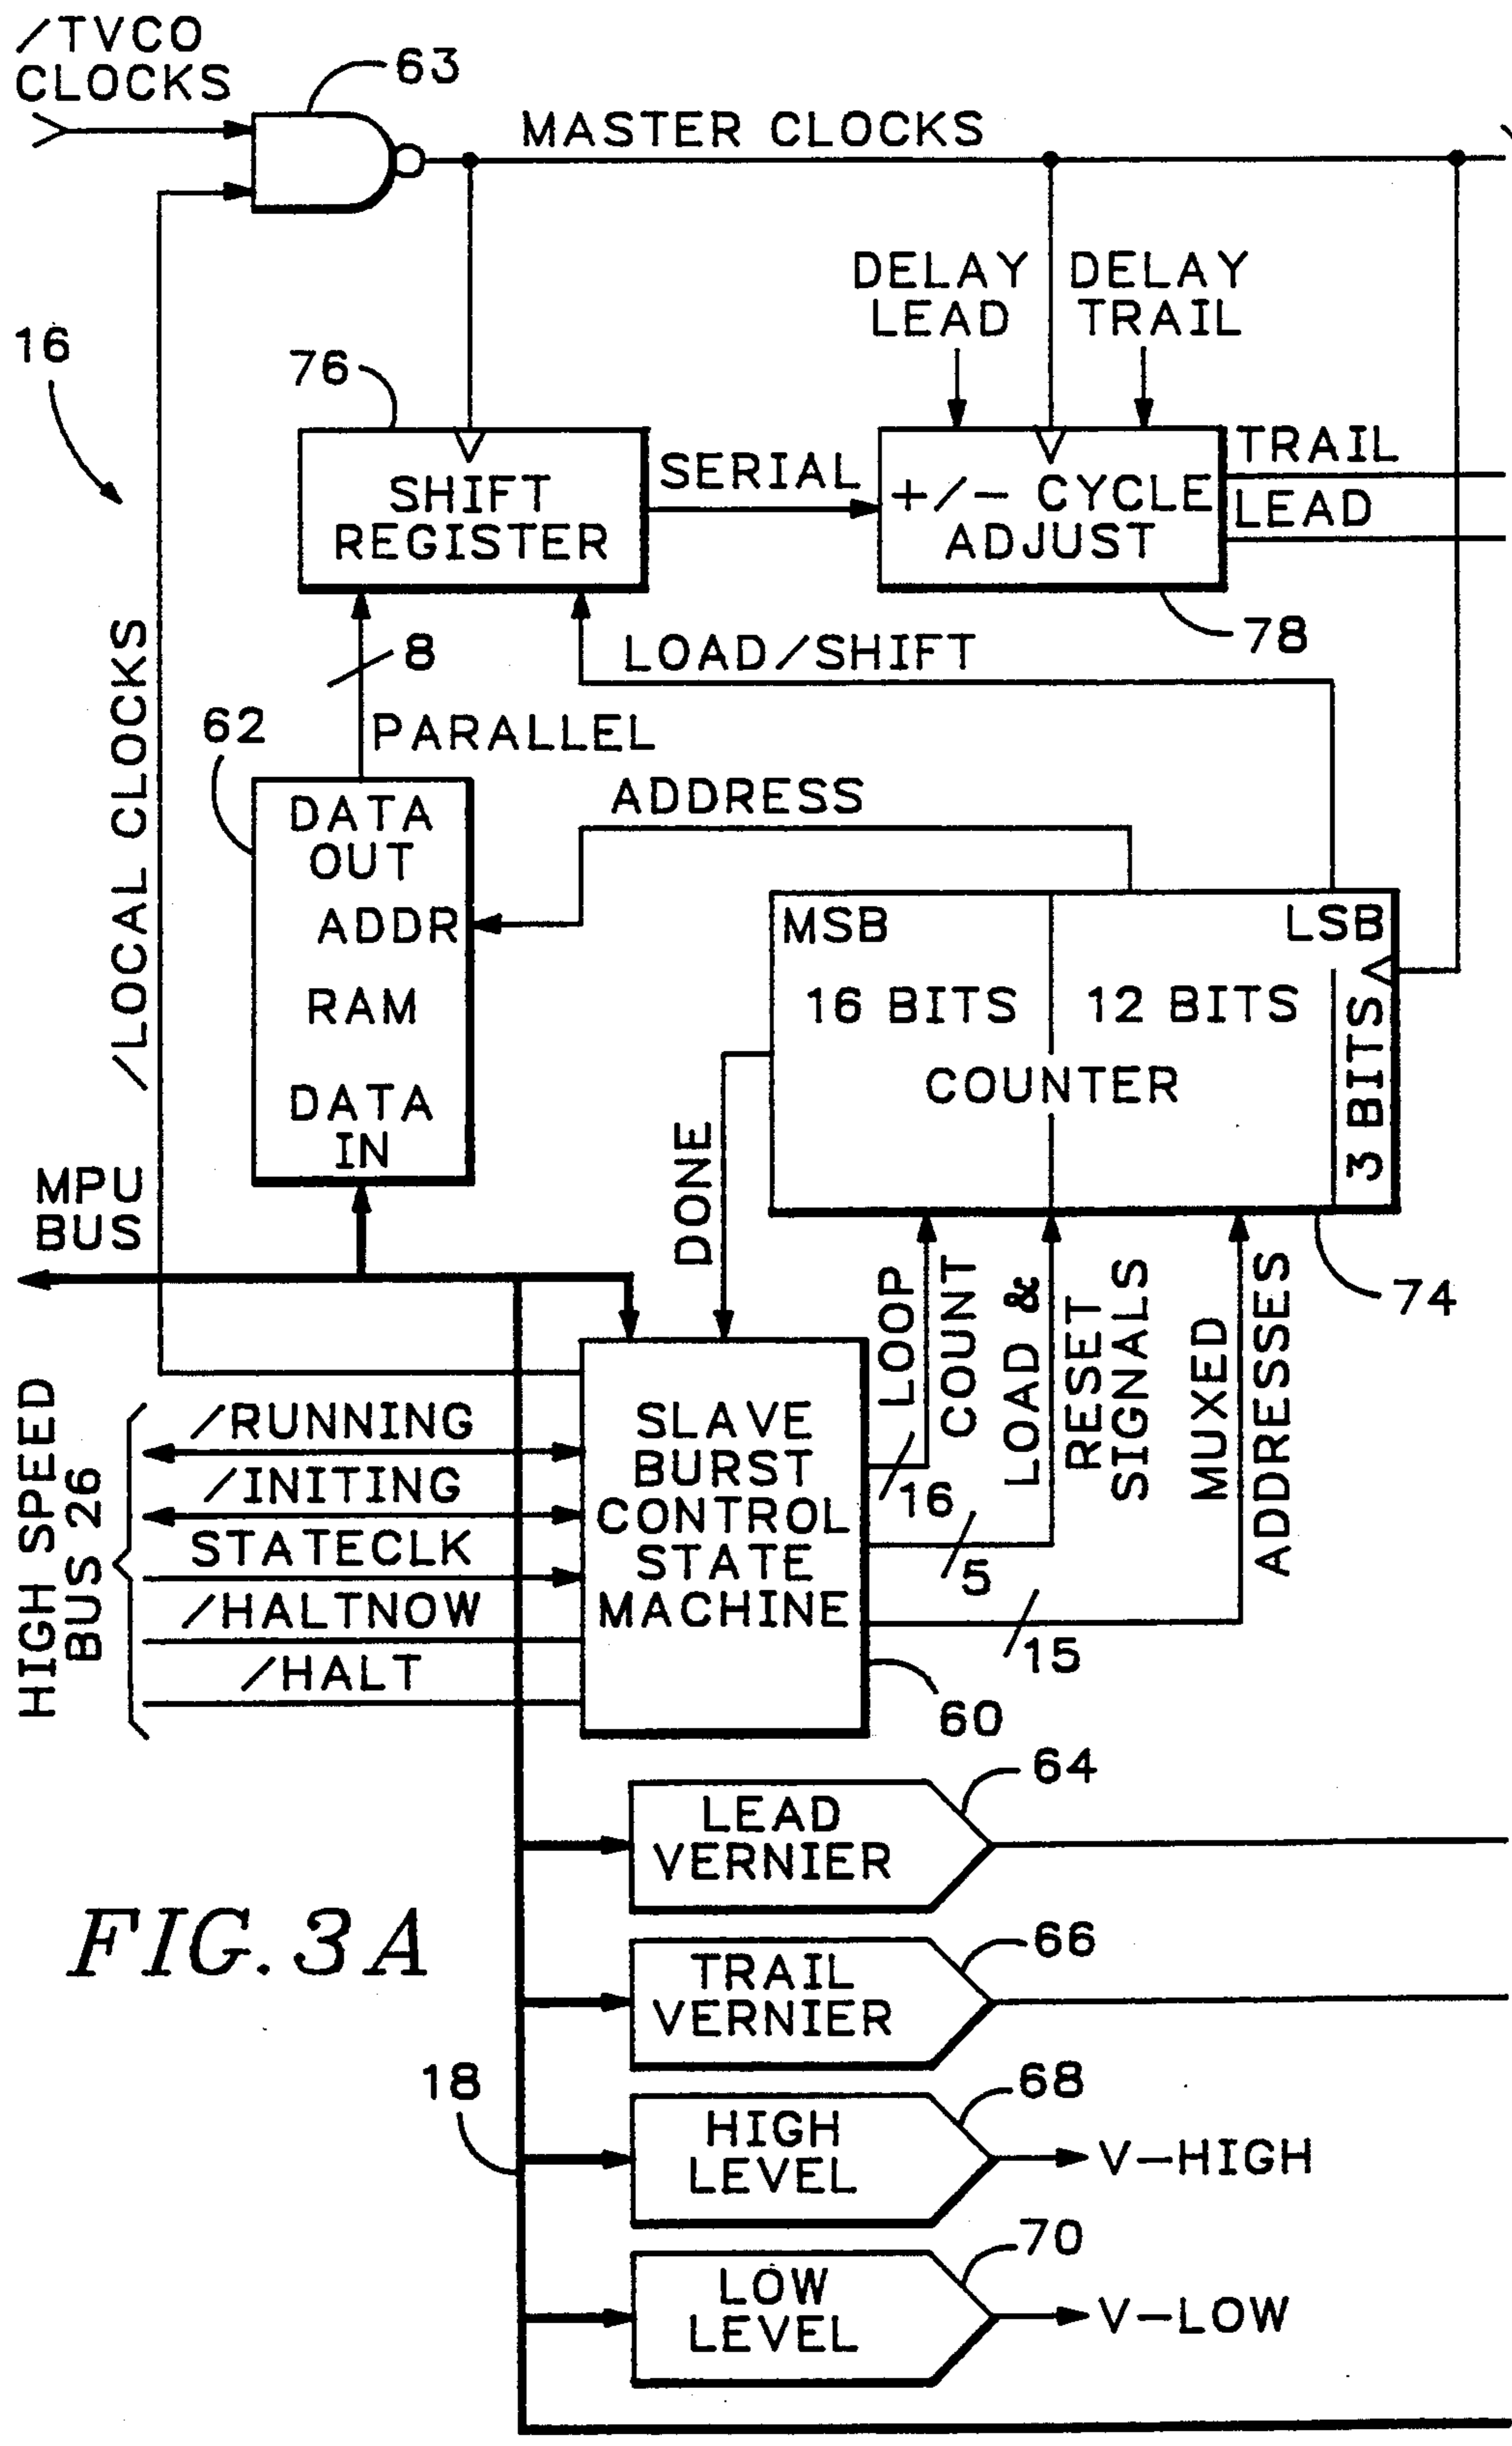 /TVCO
CLOCKS
63
MASTER CLOCKS
DELAY
LEAD
DELAY
TRAIL
16
76
SHIFT
REGISTER
SERIAL
+/- CYCLE
ADJUST
TRAIL
LEAD
78
8
LOAD/SHIFT
PARALLEL
62
/LOCAL CLOCKS
DATA
OUT
ADDR
RAM
DATA
IN
ADDRESS
MSB
LSB
16 BITS
12 BITS
3 BITS
COUNTER
74
MPU
BUS
DONE
LOOP
COUNT
LOAD &
RESET
SIGNALS
MUXED
ADDRESSES
HIGH SPEED
BUS 26
/RUNNING
/INITING
STATECLK
/HALTNOW
/HALT
SLAVE
BURST
CONTROL
STATE
MACHINE
16
5
15
60
64
LEAD
VERNIER
66
TRAIL
VERNIER
FIG. 3A
18
68
HIGH
LEVEL
V-HIGH
70
LOW
LEVEL
V-LOW